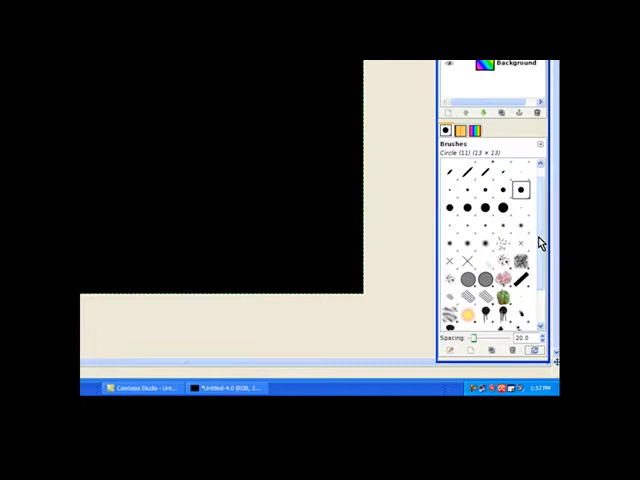 Background
Brushes
Circle (11) (13 × 13)
Spacing
20.0
Camtasia Studio - Unt...
*Untitled-4.0 (RGB, 2...
1:57 PM